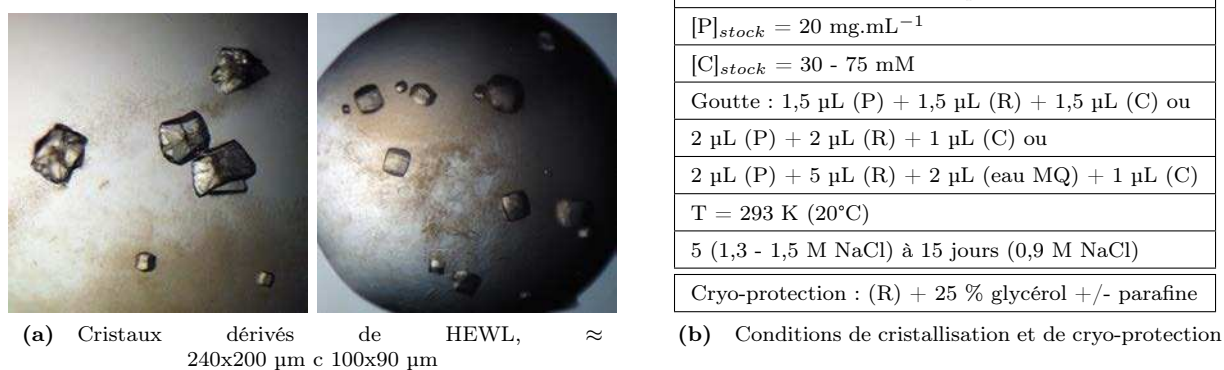 [P]stock = 20 mg.mL−1
[C]stock = 30 - 75 mM
Goutte : 1,5 µL (P) + 1,5 µL (R) + 1,5 µL (C) ou
2 µL (P) + 2 µL (R) + 1 µL (C) ou
2 µL (P) + 5 µL (R) + 2 µL (eau MQ) + 1 µL (C)
T = 293 K (20°C)
5 (1,3 - 1,5 M NaCl) à 15 jours (0,9 M NaCl)
Cryo-protection : (R) + 25 % glycérol +/- parafine
(a) Cristaux dérivés de HEWL, ≈
240x200 µm c 100x90 µm
(b) Conditions de cristallisation et de cryo-protection